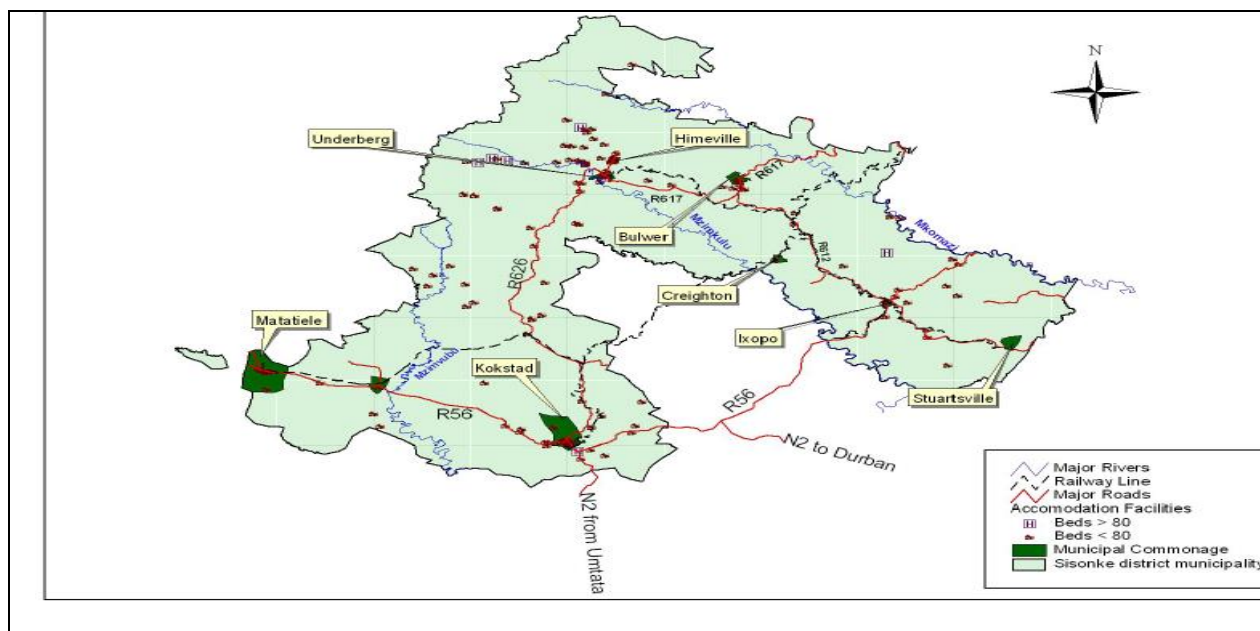 N
Underberg
Himeville
R617
R617
Bulwer
Mzimkulu
Mkomazi
R612
R626
Creighton
Matatiele
Ixopo
Mzimvubu
Kokstad
Stuartsville
R56
R56
N2 to Durban
N2 from Umtata
Major Rivers
Railway Line
Major Roads
Accomodation Facilities
H Beds > 80
Beds < 80
Municipal Commonage
Sisonke district municipality